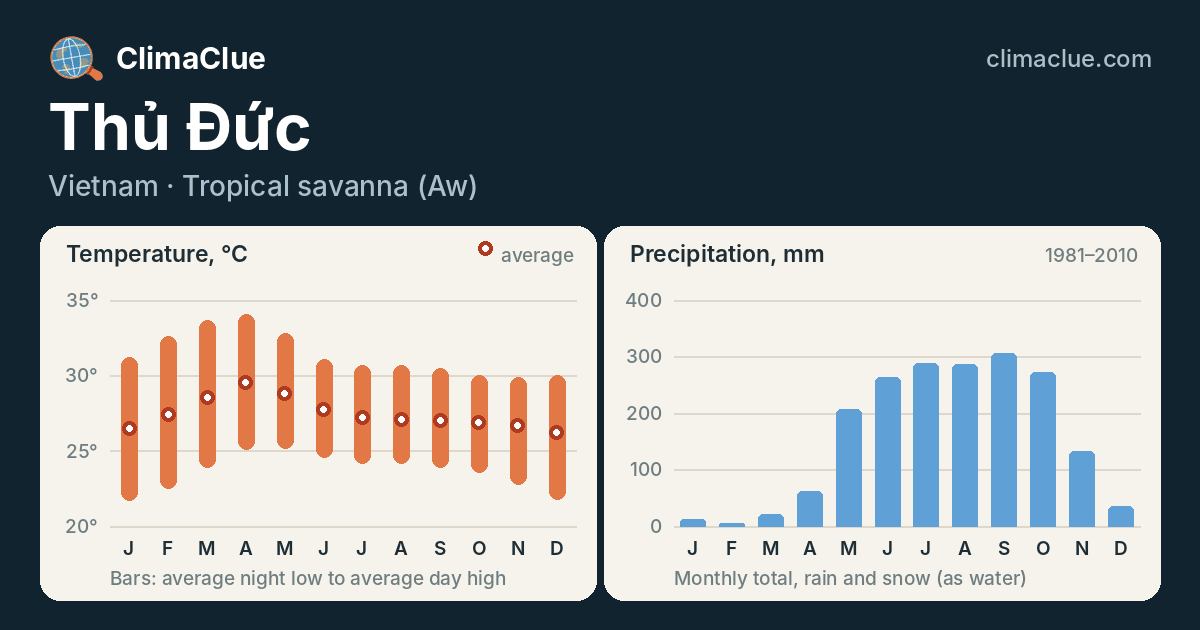 ClimaClue
climaclue.com
Thủ Đức
Vietnam · Tropical savanna (Aw)
Temperature, °C
average
35°
30°
25°
20°
J F M A M J J A S O N D
Bars: average night low to average day high
Precipitation, mm
1981–2010
400
300
200
100
0
J F M A M J J A S O N D
Monthly total, rain and snow (as water)